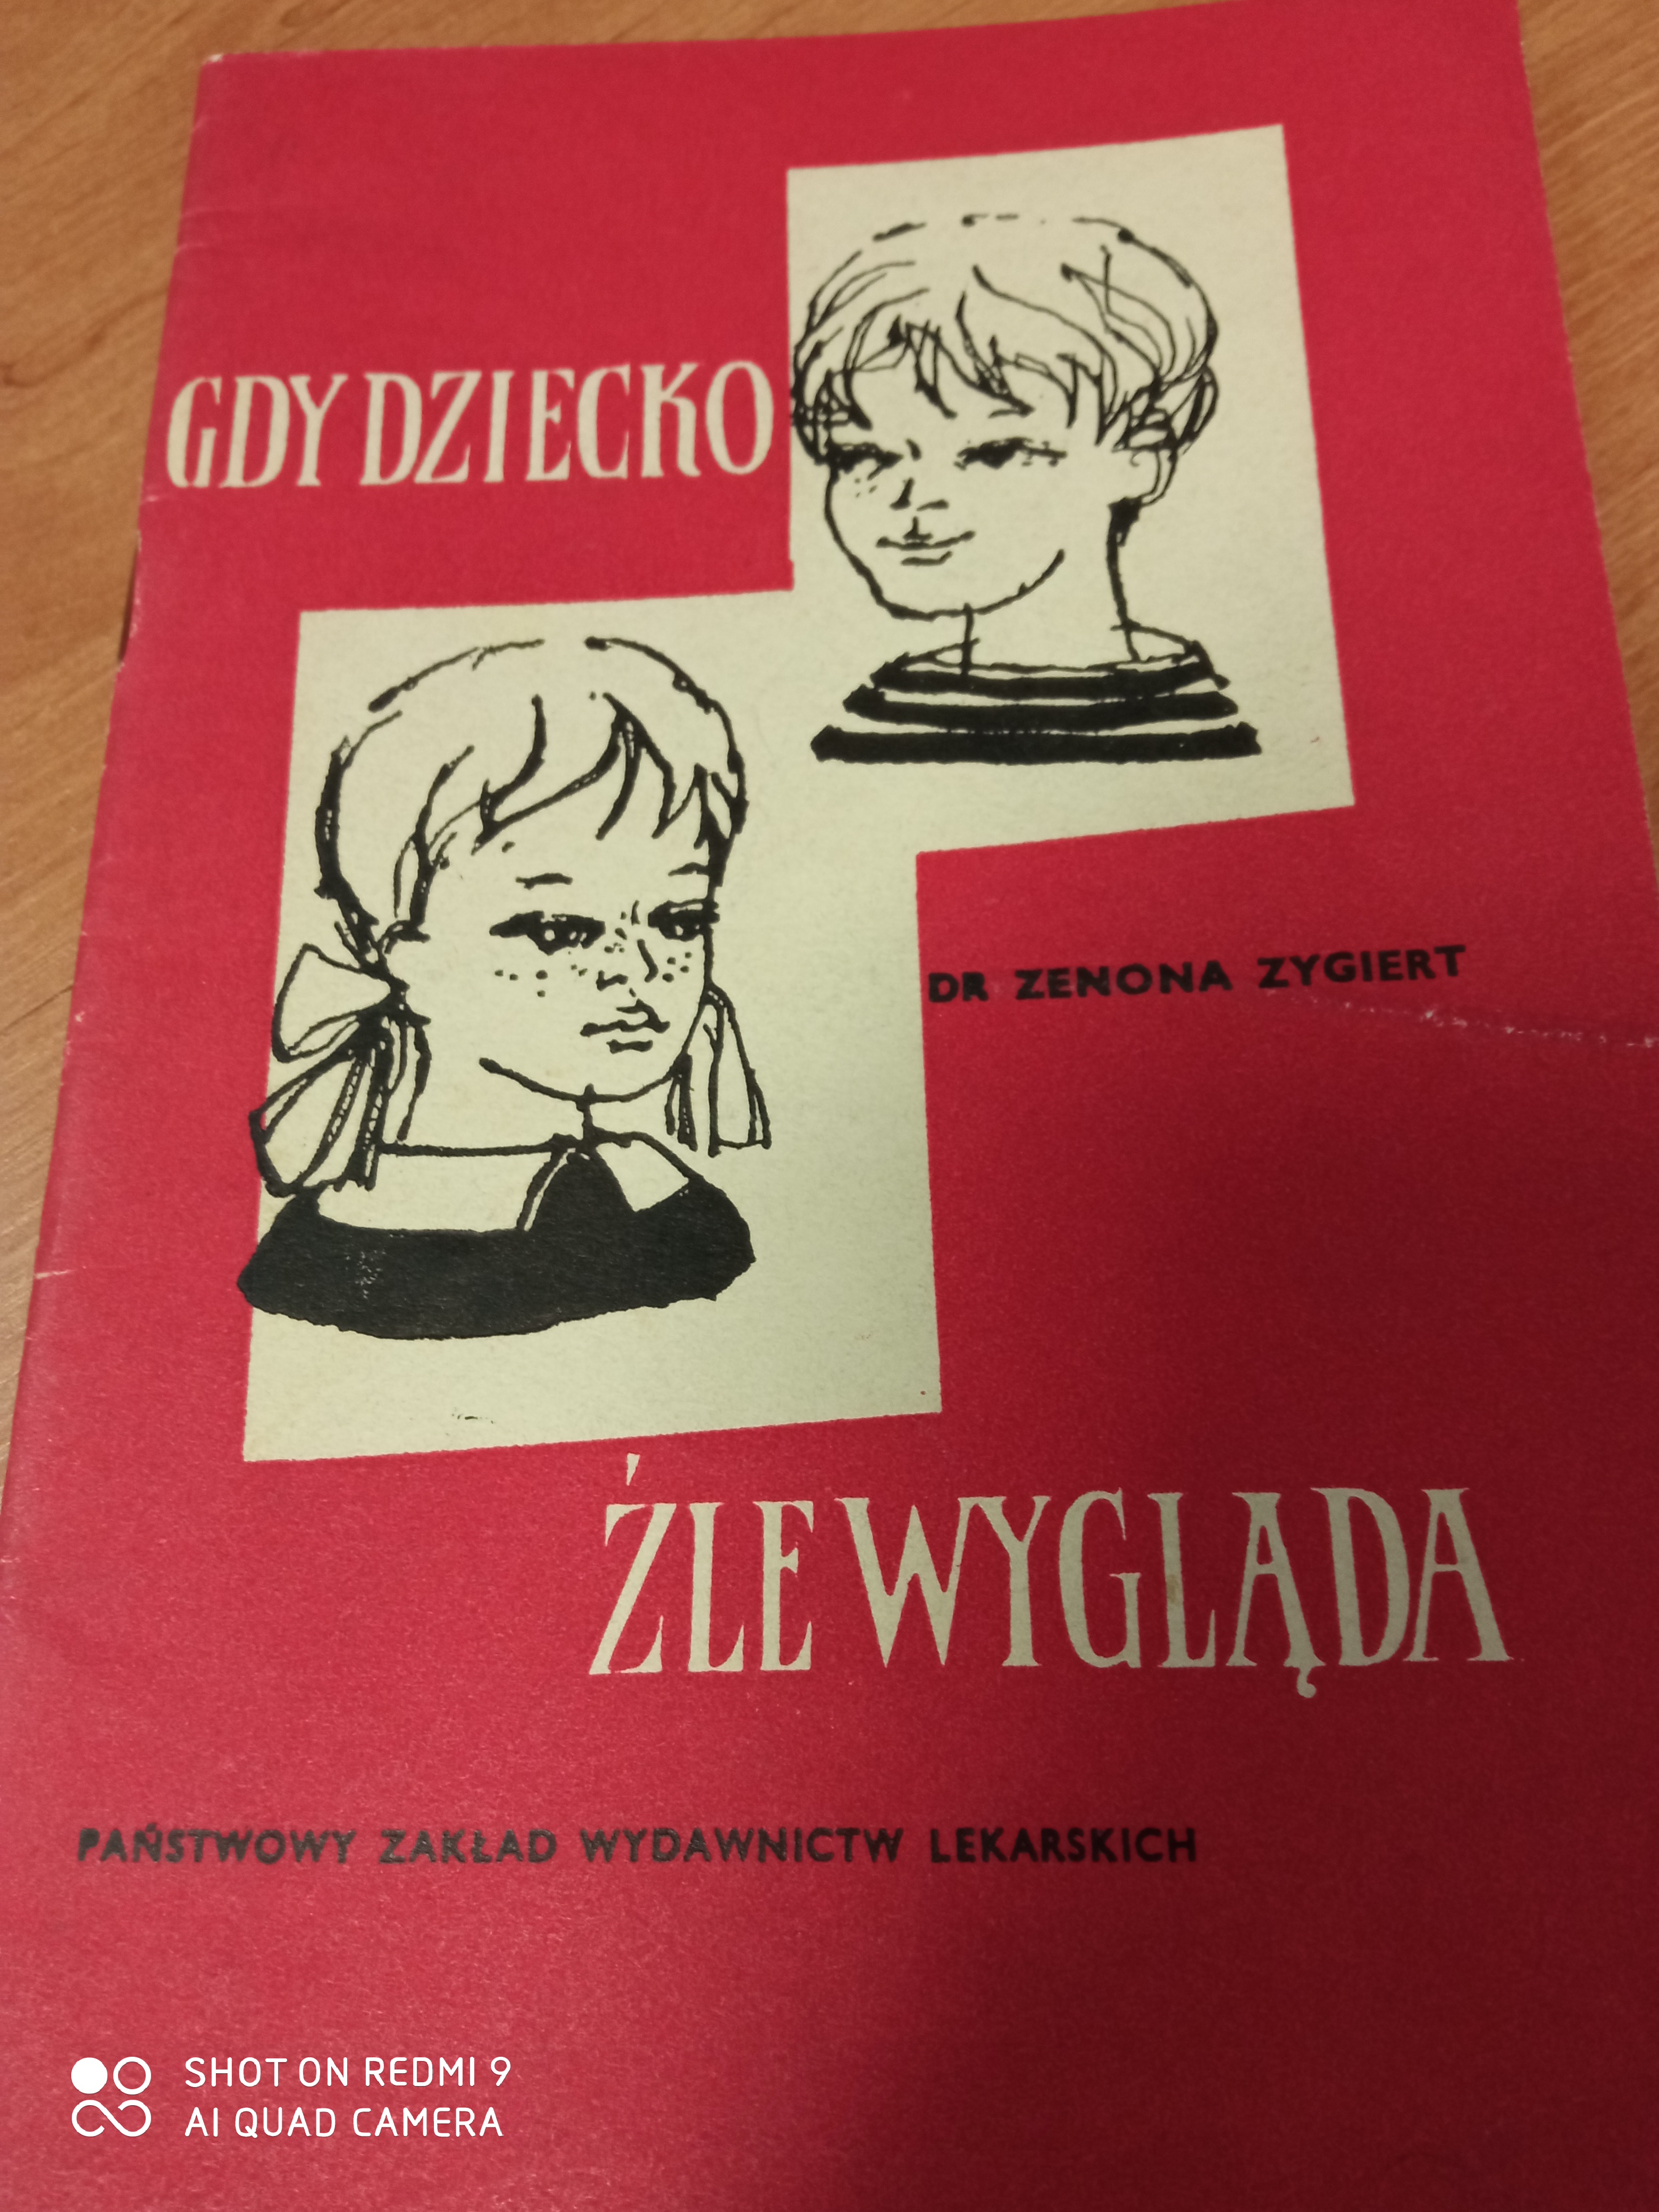 GDY DZIECKO
DR ZENONA ZYGIERT
ŹLE WYGLĄDA
PAŃSTWOWY ZAKŁAD WYDAWNICTW LEKARSKICH
SHOT ON REDMI 9
AI QUAD CAMERA